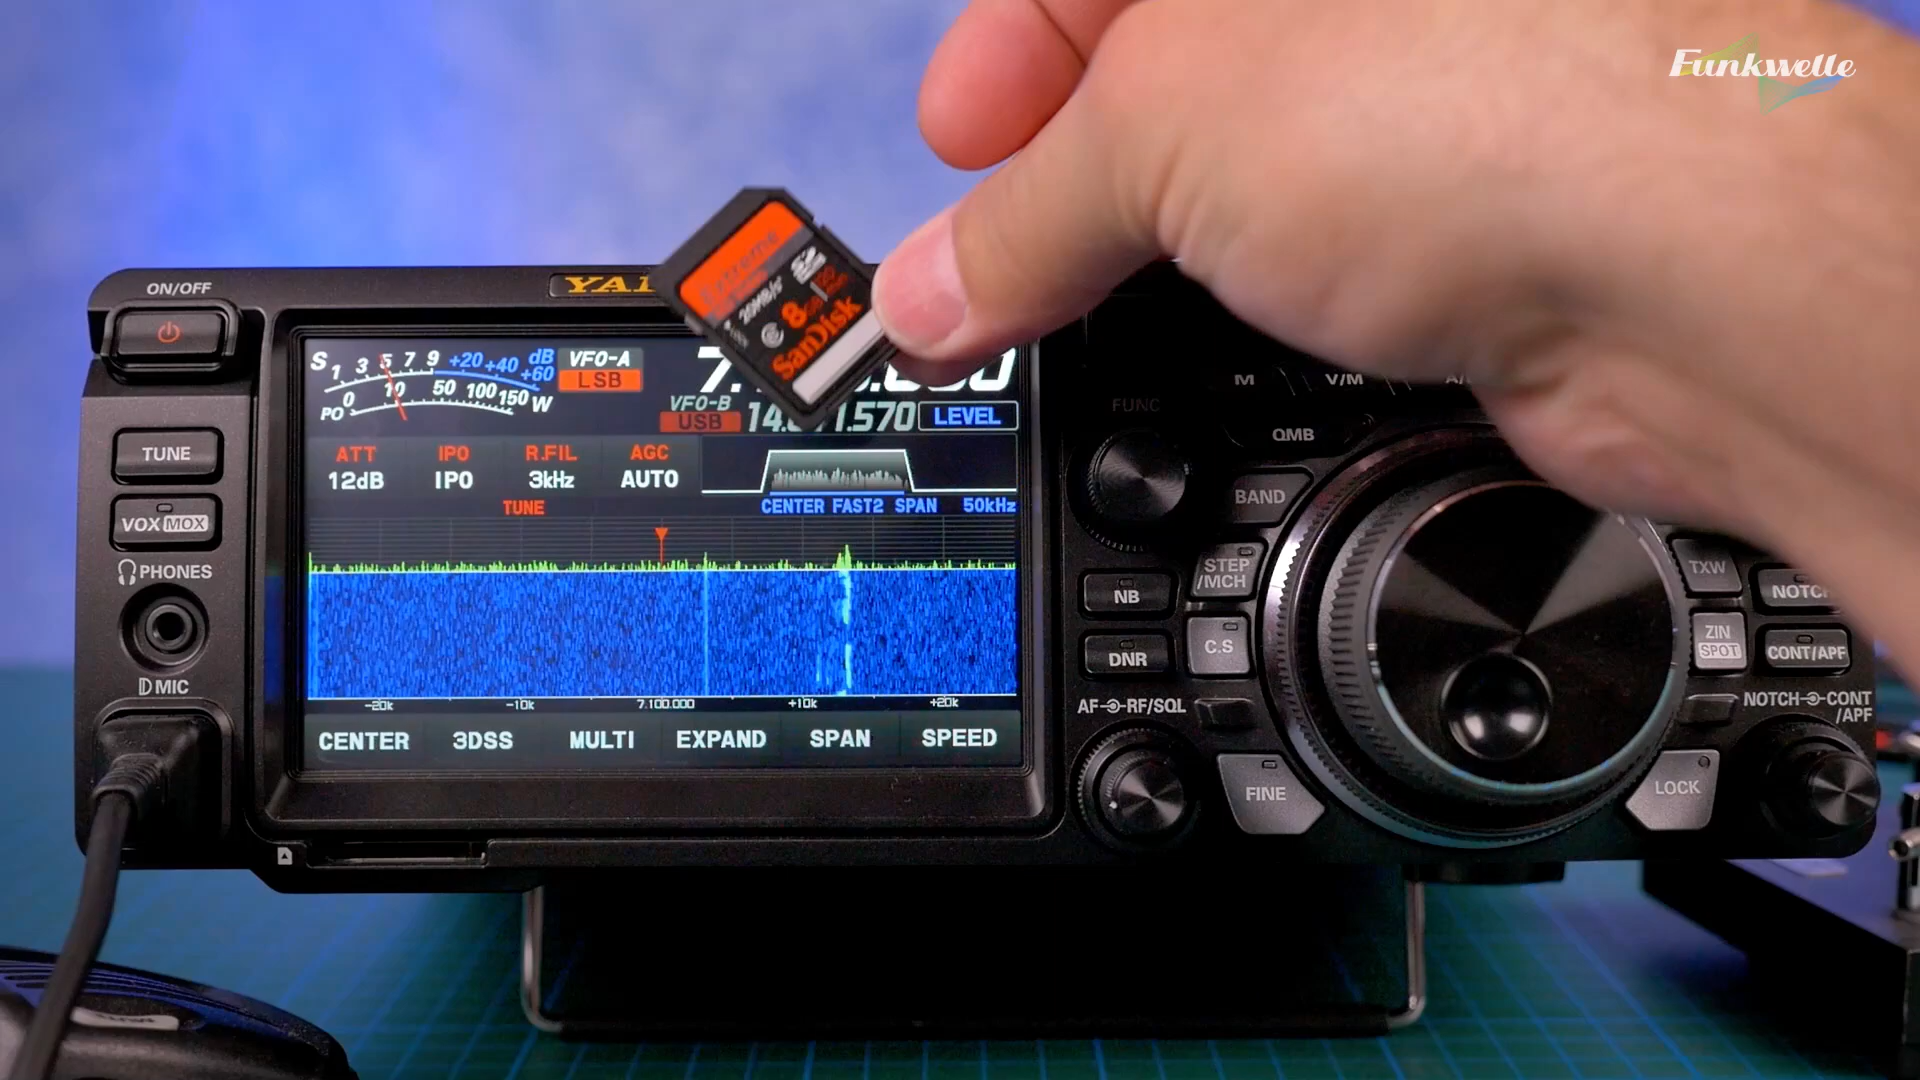 Funkwelle
Extreme
20MB/s*
8GB
SanDisk
ON/OFF
S 1 3 5 7 9 +20 +40 +60 dB
PO 0 10 50 100 150 W
VFO-A
LSB
VFO-B
USB
LEVEL
ATT IPO R.FIL AGC
12dB IPO 3kHz AUTO
TUNE
CENTER FAST2 SPAN 50kHz
-20k -10k 7.100.000 +10k +20k
CENTER 3DSS MULTI EXPAND SPAN SPEED
TUNE
VOX MOX
PHONES
MIC
FUNC
M V/M
QMB
BAND
STEP
/MCH
NB
C.S
DNR
AF RF/SQL
FINE
TXW
ZIN
SPOT
CONT/APF
NOTCH CONT
/APF
LOCK